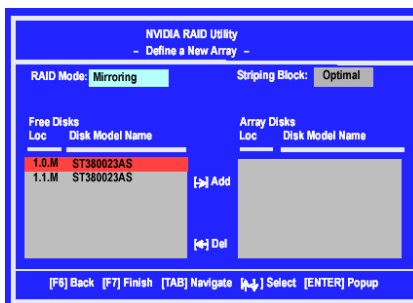 NVIDIA RAID Utility
– Define a New Array –
RAID Mode: Mirroring Striping Block: Optimal
Free Disks Array Disks
Loc Disk Model Name Loc Disk Model Name
1.0.M ST380023AS
1.1.M ST380023AS
[→] Add
[←] Del
[F6] Back [F7] Finish [TAB] Navigate [↑↓] Select [ENTER] Popup